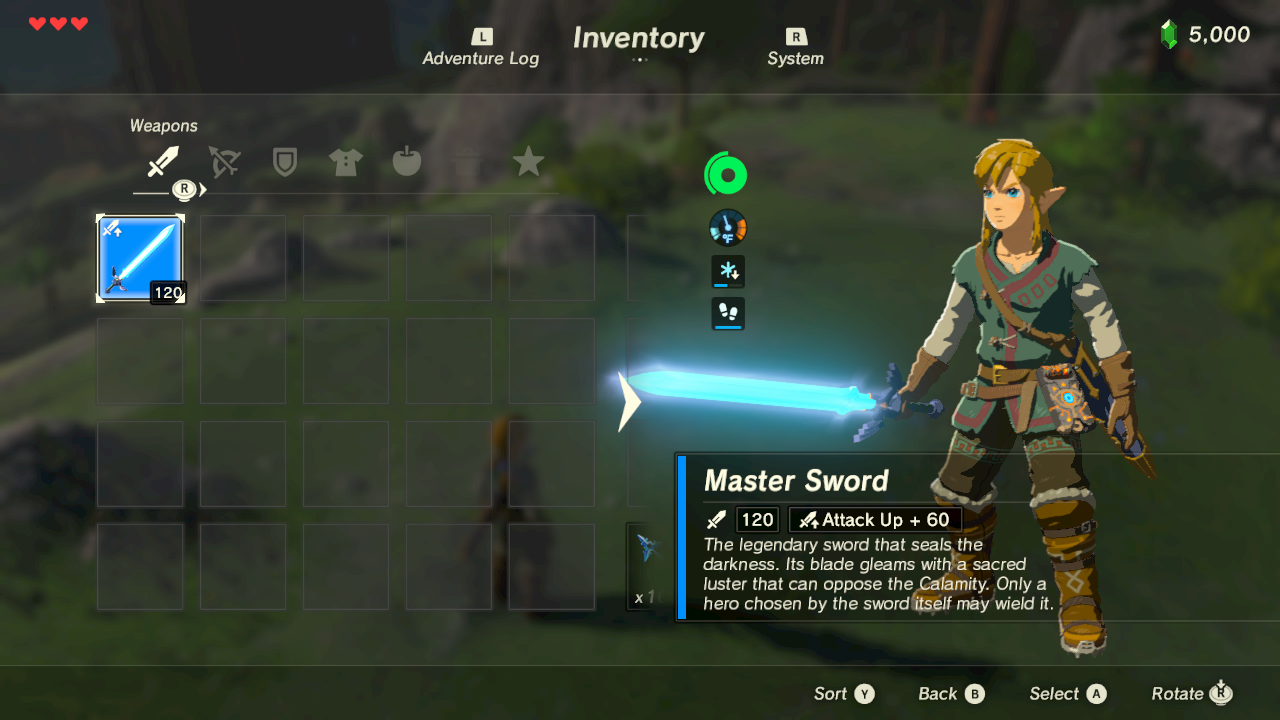 L
Adventure Log
Inventory
R
System
5,000
Weapons
R
120
°F
Master Sword
120
Attack Up + 60
The legendary sword that seals the
darkness. Its blade gleams with a sacred
luster that can oppose the Calamity. Only a
hero chosen by the sword itself may wield it.
Sort Y
Back B
Select A
Rotate R